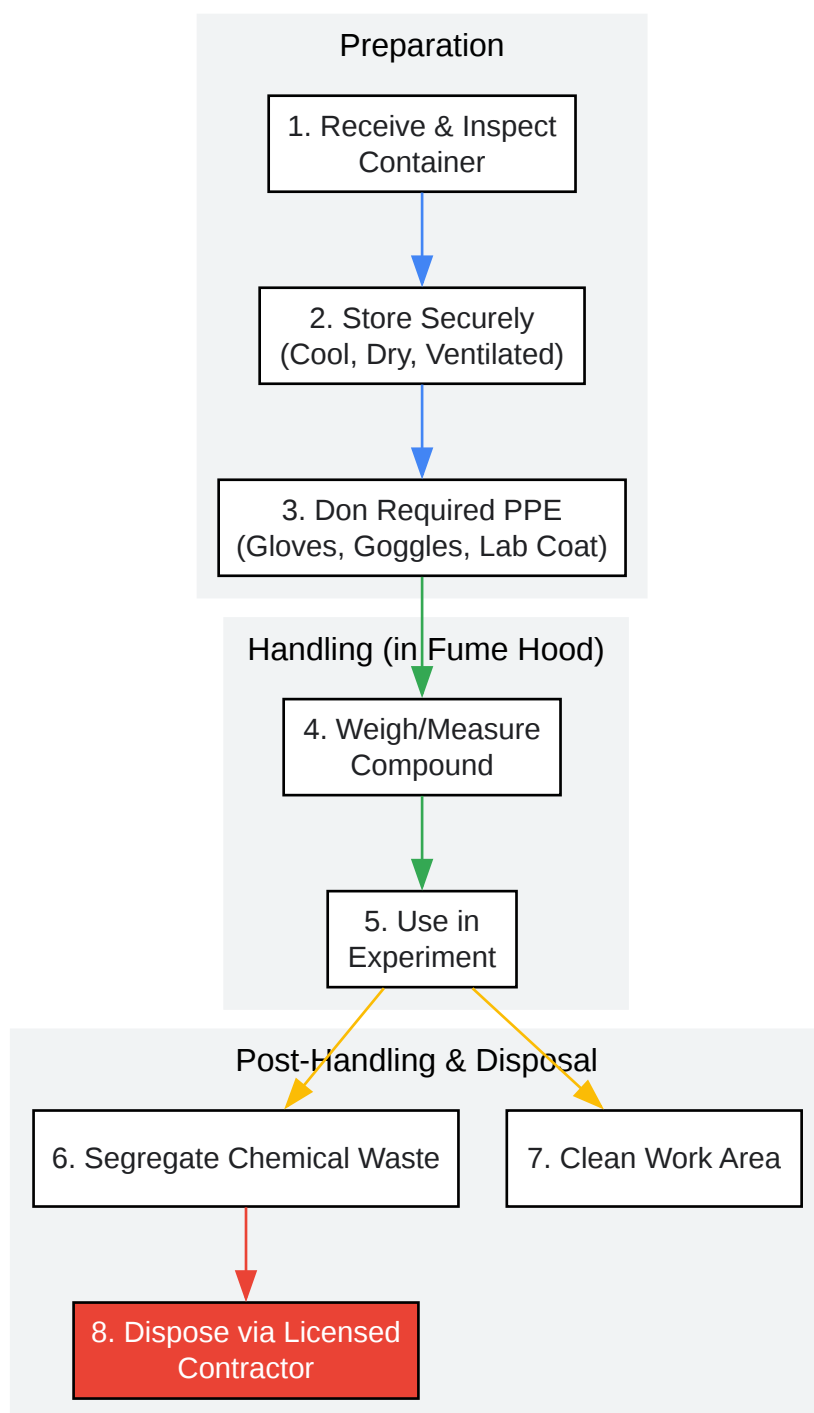 Preparation
1. Receive & Inspect
Container
2. Store Securely
(Cool, Dry, Ventilated)
3. Don Required PPE
(Gloves, Goggles, Lab Coat)
Handling (in Fume Hood)
4. Weigh/Measure
Compound
5. Use in
Experiment
Post-Handling & Disposal
6. Segregate Chemical Waste
7. Clean Work Area
8. Dispose via Licensed
Contractor